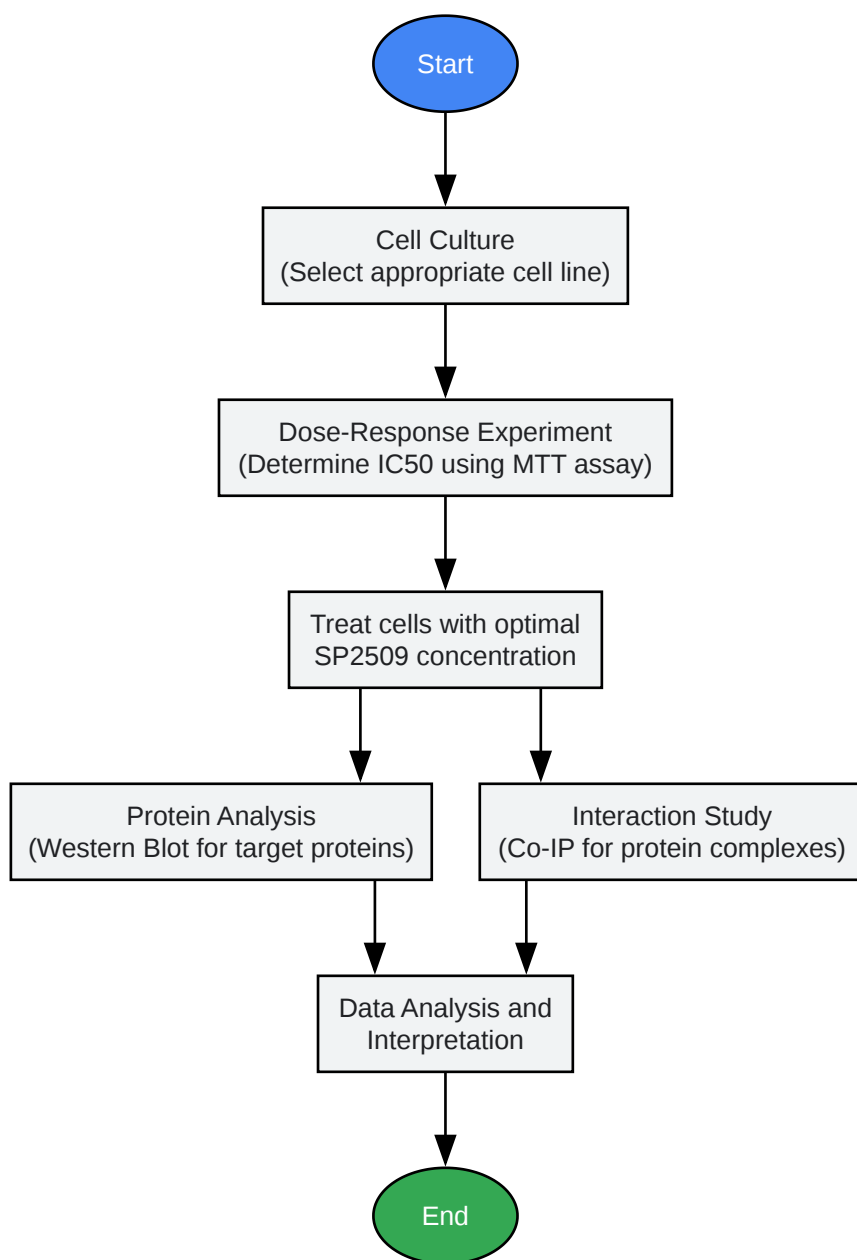 Start
Cell Culture
(Select appropriate cell line)
Dose-Response Experiment
(Determine IC50 using MTT assay)
Treat cells with optimal
SP2509 concentration
Protein Analysis
(Western Blot for target proteins)
Interaction Study
(Co-IP for protein complexes)
Data Analysis and
Interpretation
End